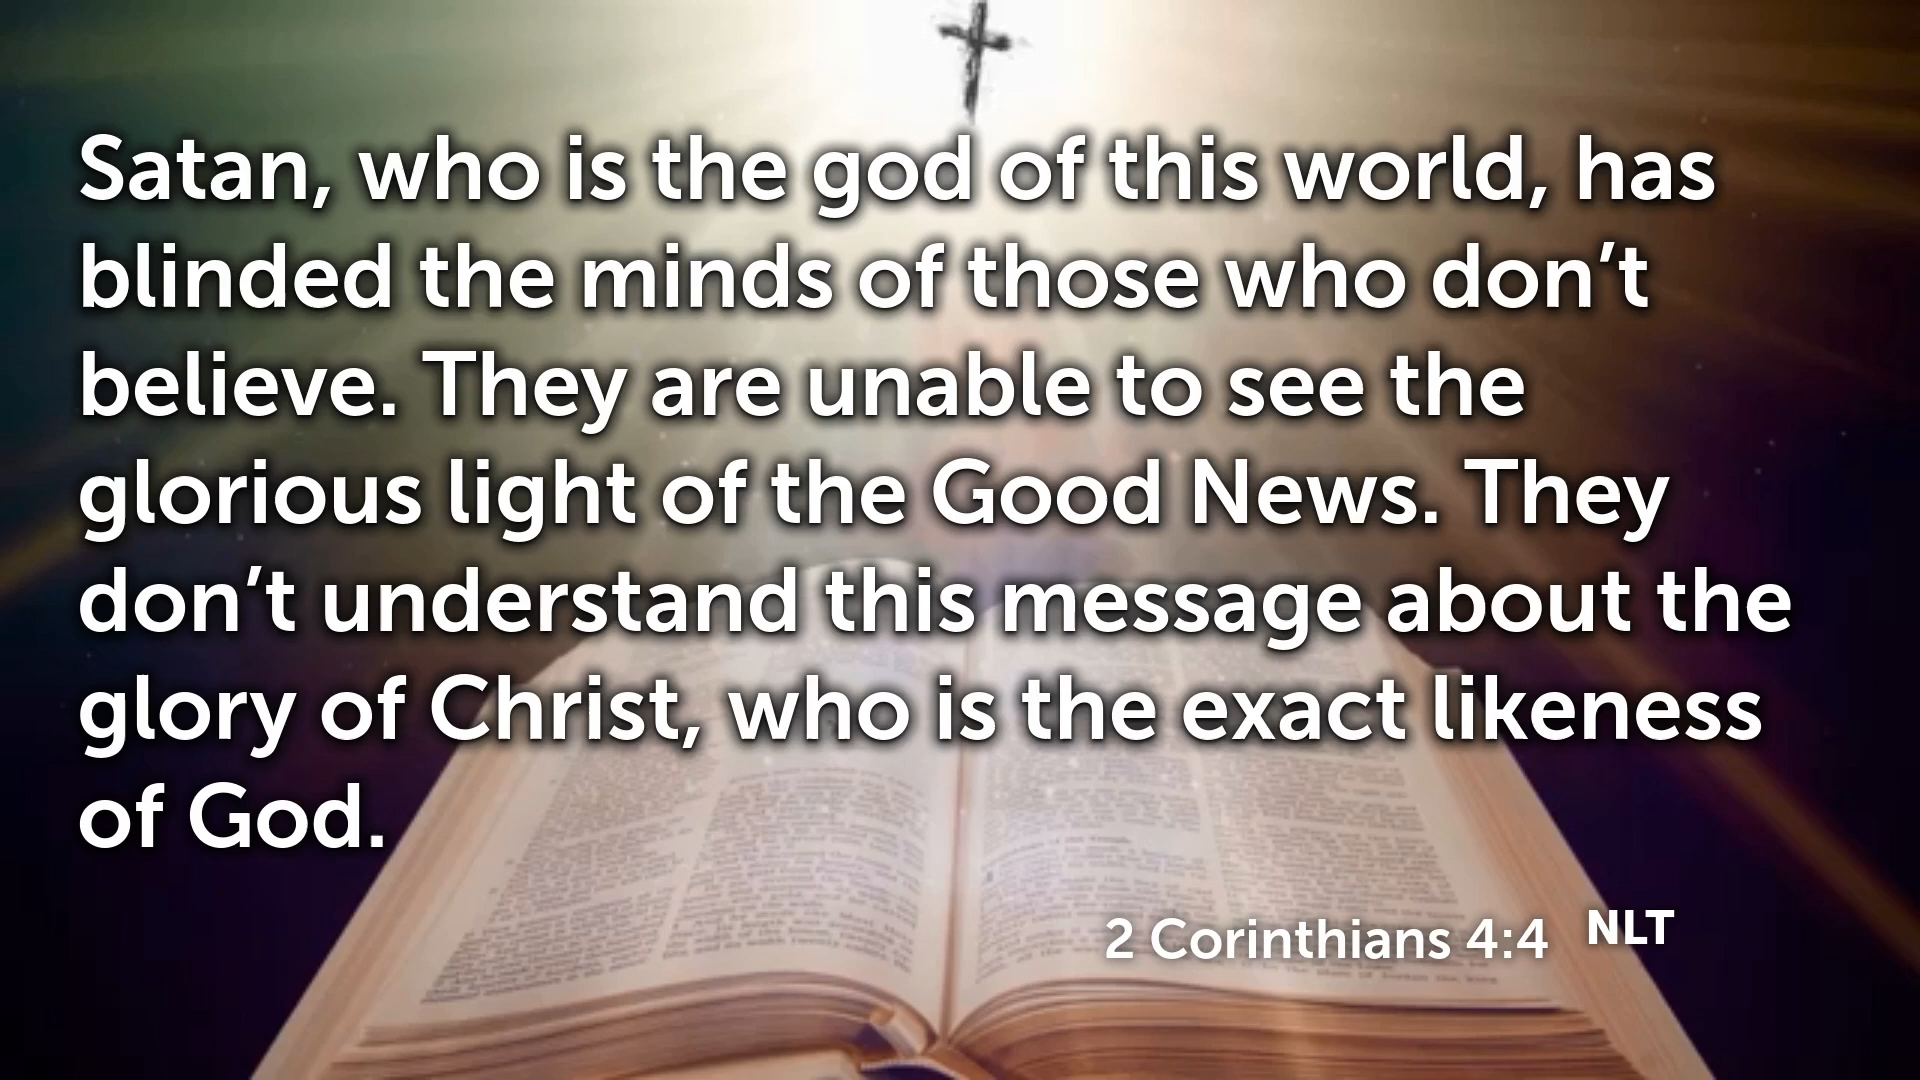 Satan, who is the god of this world, has
blinded the minds of those who don’t
believe. They are unable to see the
glorious light of the Good News. They
don’t understand this message about the
glory of Christ, who is the exact likeness
of God.
2 Corinthians 4:4 NLT